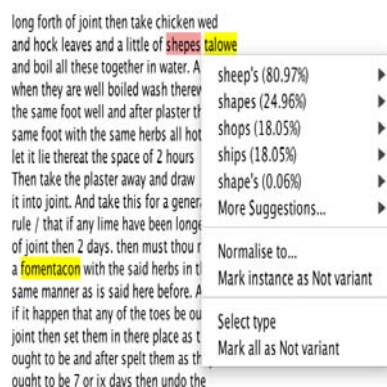 long forth of joint then take chicken wed
and hock leaves and a little of shepes talowe
and boil all these together in water. A
when they are well boiled wash therew
the same foot well and after plaster th
same foot with the same herbs all hot
let it lie thereat the space of 2 hours
Then take the plaster away and draw
it into joint. And take this for a gener
rule / that if any lime have been longe
of joint then 2 days. then must thou r
a fomentacon with the said herbs in t
same manner as is said here before. A
if it happen that any of the toes be ou
joint then set them in there place as t
ought to be and after spelt them as th
ought to be 7 or ix days then undo the
sheep's (80.97%)
shapes (24.96%)
shops (18.05%)
ships (18.05%)
shape's (0.06%)
More Suggestions...
Normalise to...
Mark instance as Not variant
Select type
Mark all as Not variant